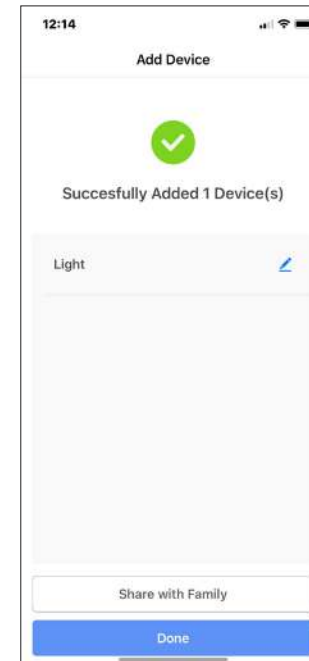 12:14
Add Device
Succesfully Added 1 Device(s)
Light
Share with Family
Done